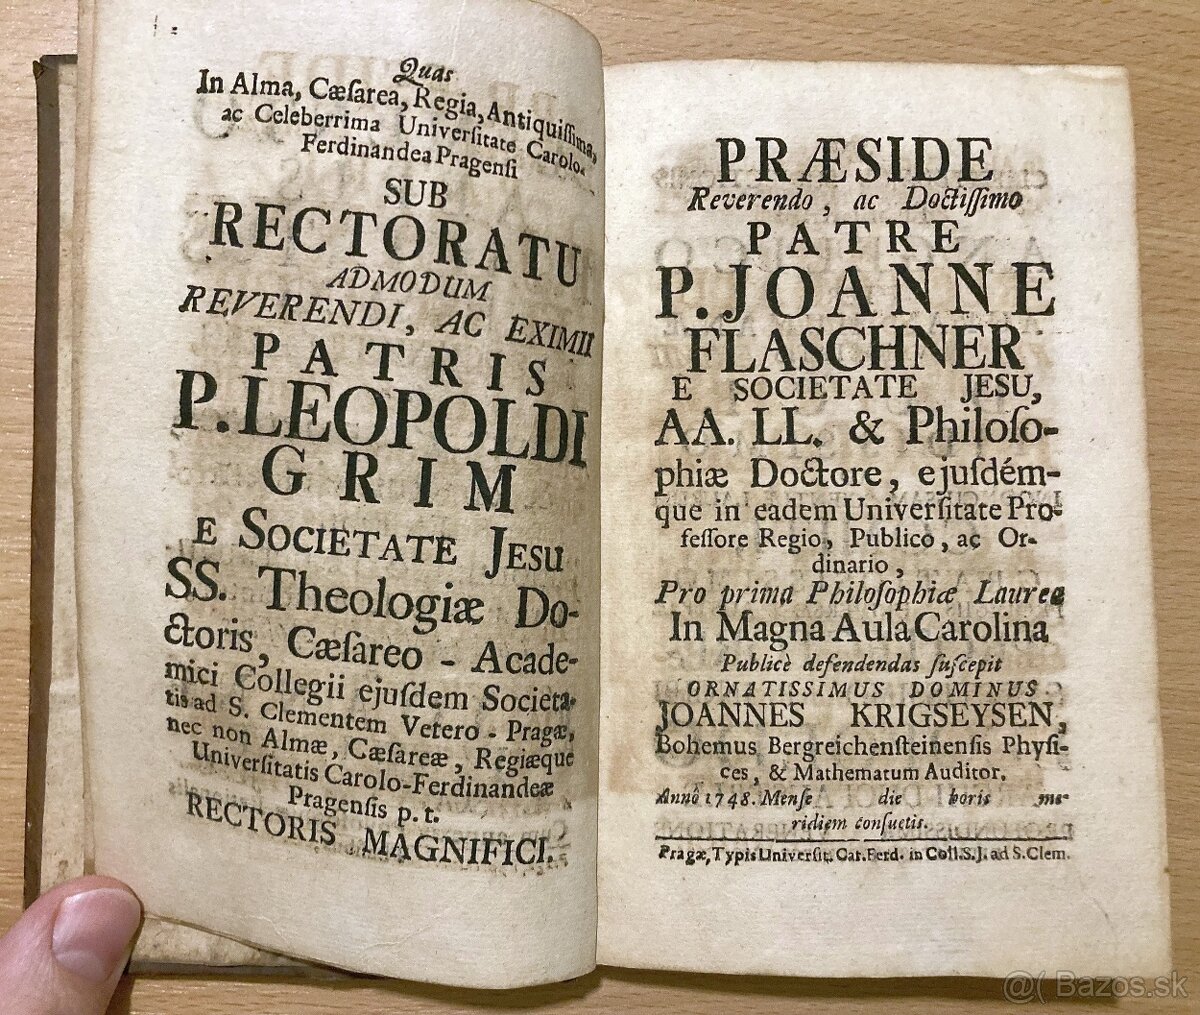 Quas
In Alma, Cæsarea, Regia, Antiquissima,
ac Celeberrima Universitate Carolo-
Ferdinandea Pragensi
SUB
RECTORATU
ADMODUM
REVERENDI, AC EXIMII
PATRIS
P. LEOPOLDI
GRIM
E SOCIETATE JESU
SS. Theologiæ Do-
ctoris, Cæsareo - Acade-
mici Collegii ejusdem Societa-
tis ad S. Clementem Vetero - Pragæ,
nec non Almæ, Cæsareæ, Regiæque
Universitatis Carolo-Ferdinandeæ
Pragensis p. t.
RECTORIS MAGNIFICI.
PRÆSIDE
Reverendo, ac Doctissimo
PATRE
P. JOANNE
FLASCHNER
E SOCIETATE JESU,
AA. LL. & Philoso-
phiæ Doctore, ejusdém-
que in eadem Universitate Pro-
fessore Regio, Publico, ac Or-
dinario,
Pro prima Philosophiæ Laurea
In Magna Aula Carolina
Publicè defendendas suscepit
ORNATISSIMUS DOMINUS
JOANNES KRIGSEYSEN,
Bohemus Bergreichensteinensis Physi-
ces, & Mathematum Auditor.
Annô 1748. Mense die horis me-
ridiem consuetis.
Pragæ, Typis Universit. Car. Ferd. in Coll. S. J. ad S. Clem.
@( Bazos.sk